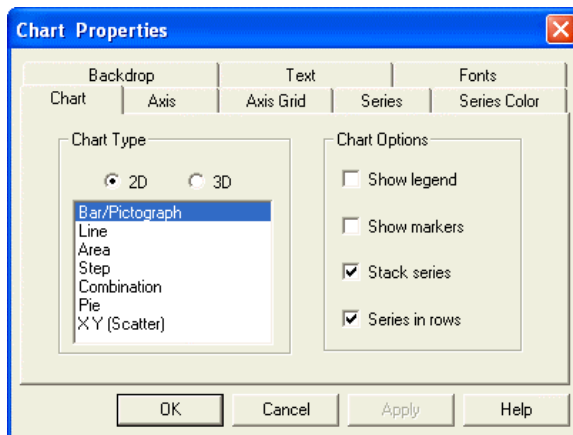 Chart Properties
Backdrop Text Fonts
Chart Axis Axis Grid Series Series Color
Chart Type
2D 3D
Bar/Pictograph
Line
Area
Step
Combination
Pie
X Y (Scatter)
Chart Options
Show legend
Show markers
Stack series
Series in rows
OK Cancel Apply Help